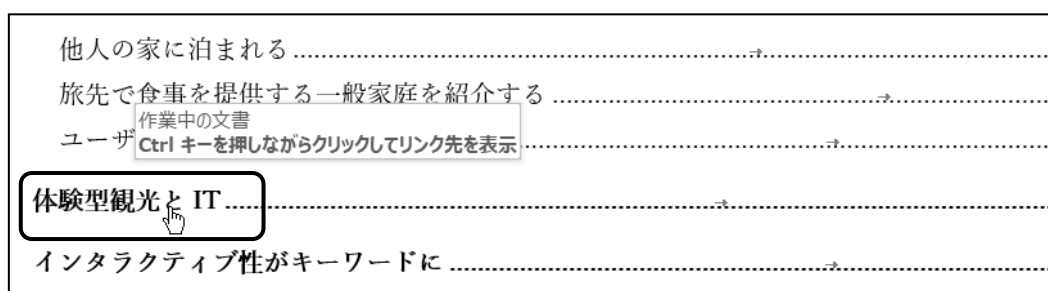 他人の家に泊まれる
旅先で食事を提供する一般家庭を紹介する
作業中の文書
ユーザ
Ctrl キーを押しながらクリックしてリンク先を表示
体験型観光と IT
インタラクティブ性がキーワードに